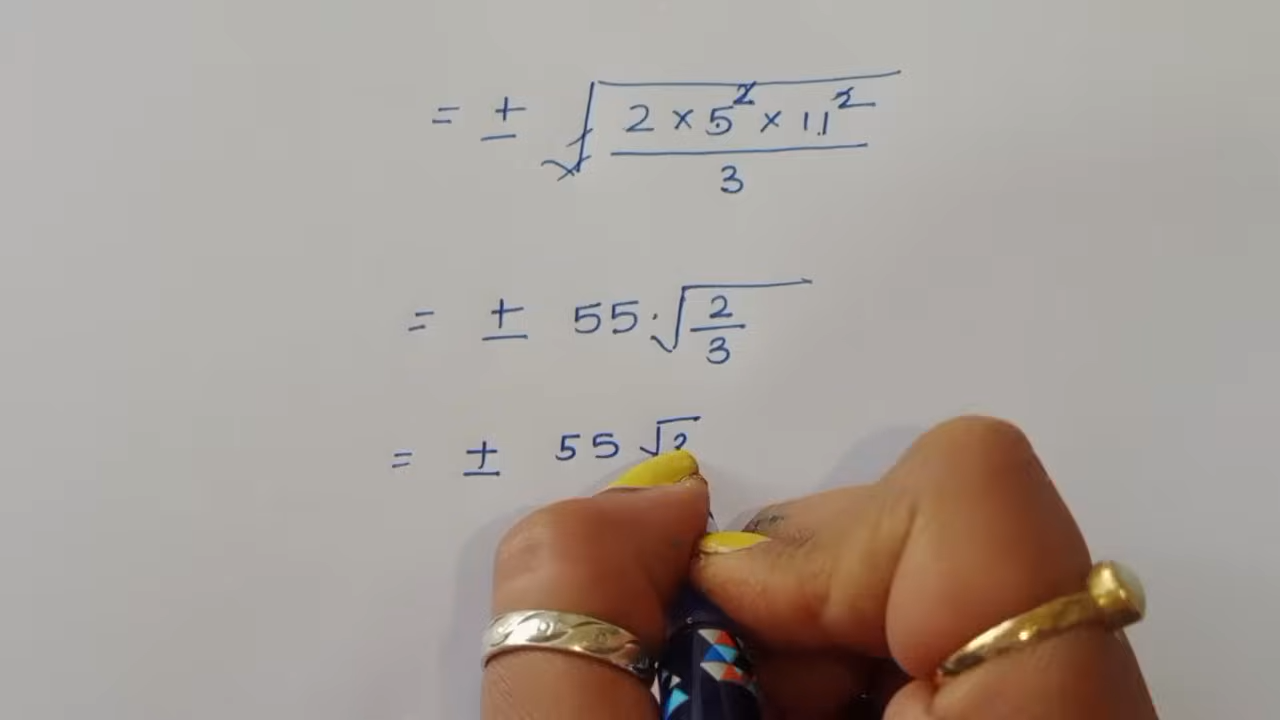 = ± √(2 × 5² × 11² / 3)
= ± 55 · √(2 / 3)
= ± 55 √2